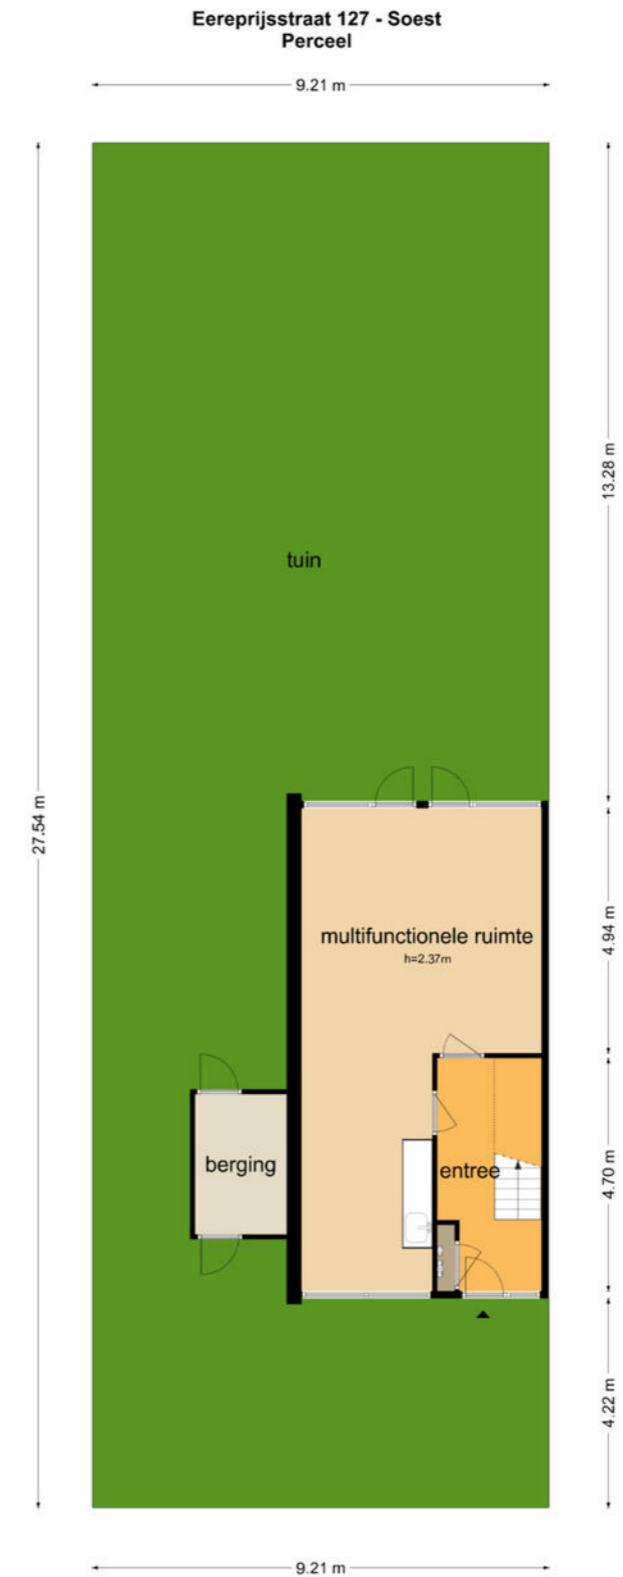 Eereprijsstraat 127 - Soest
Perceel
9.21 m
13.28 m
tuin
27.54 m
multifunctionele ruimte
h=2.37m
4.94 m
berging
entree
4.70 m
4.22 m
9.21 m